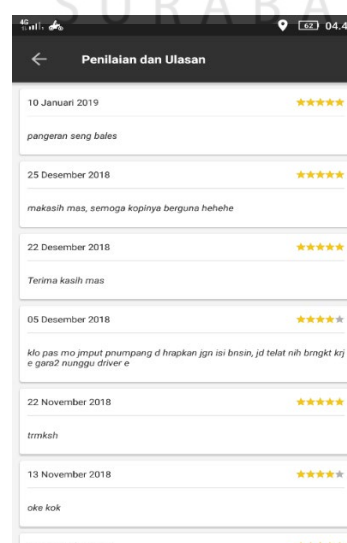 SURABA
4G
62
04.4
Penilaian dan Ulasan
10 Januari 2019
pangeran seng bales
25 Desember 2018
makasih mas, semoga kopinya berguna hehehe
22 Desember 2018
Terima kasih mas
05 Desember 2018
klo pas mo jmput pnumpang d hrapkan jgn isi bnsin, jd telat nih brngkt krj
e gara2 nunggu driver e
22 November 2018
trmksh
13 November 2018
oke kok